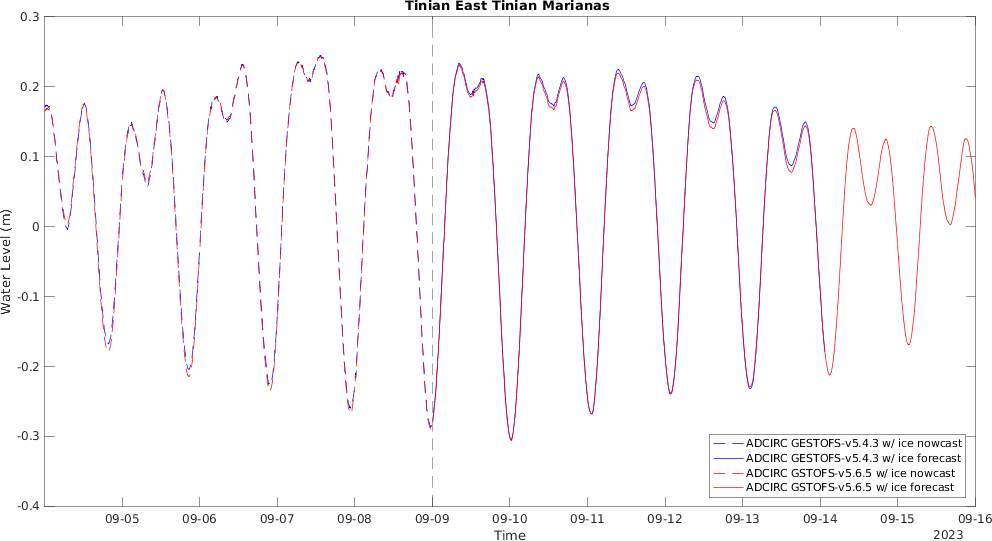 Tinian East Tinian Marianas
Water Level (m)
0.3
0.2
0.1
0
-0.1
-0.2
-0.3
-0.4
ADCIRC GESTOFS-v5.4.3 w/ ice nowcast
ADCIRC GESTOFS-v5.4.3 w/ ice forecast
ADCIRC GSTOFS-v5.6.5 w/ ice nowcast
ADCIRC GSTOFS-v5.6.5 w/ ice forecast
09-05 09-06 09-07 09-08 09-09 09-10 09-11 09-12 09-13 09-14 09-15 09-16
Time
2023